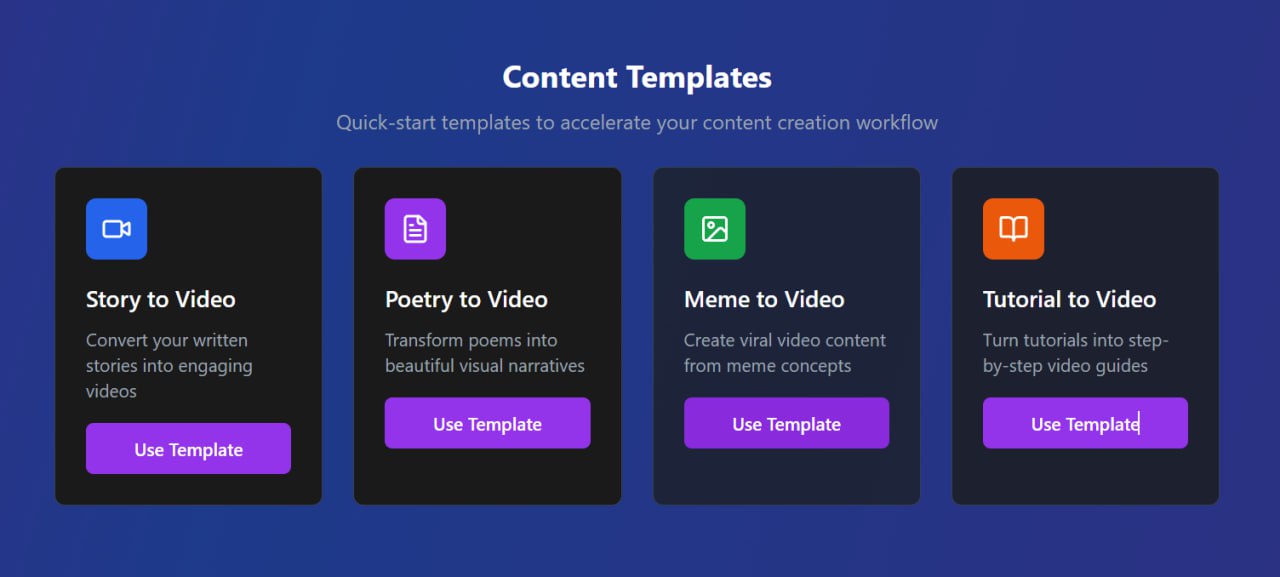 Content Templates
Quick-start templates to accelerate your content creation workflow
Story to Video
Convert your written
stories into engaging
videos
Use Template
Poetry to Video
Transform poems into
beautiful visual narratives
Use Template
Meme to Video
Create viral video content
from meme concepts
Use Template
Tutorial to Video
Turn tutorials into step-
by-step video guides
Use Template